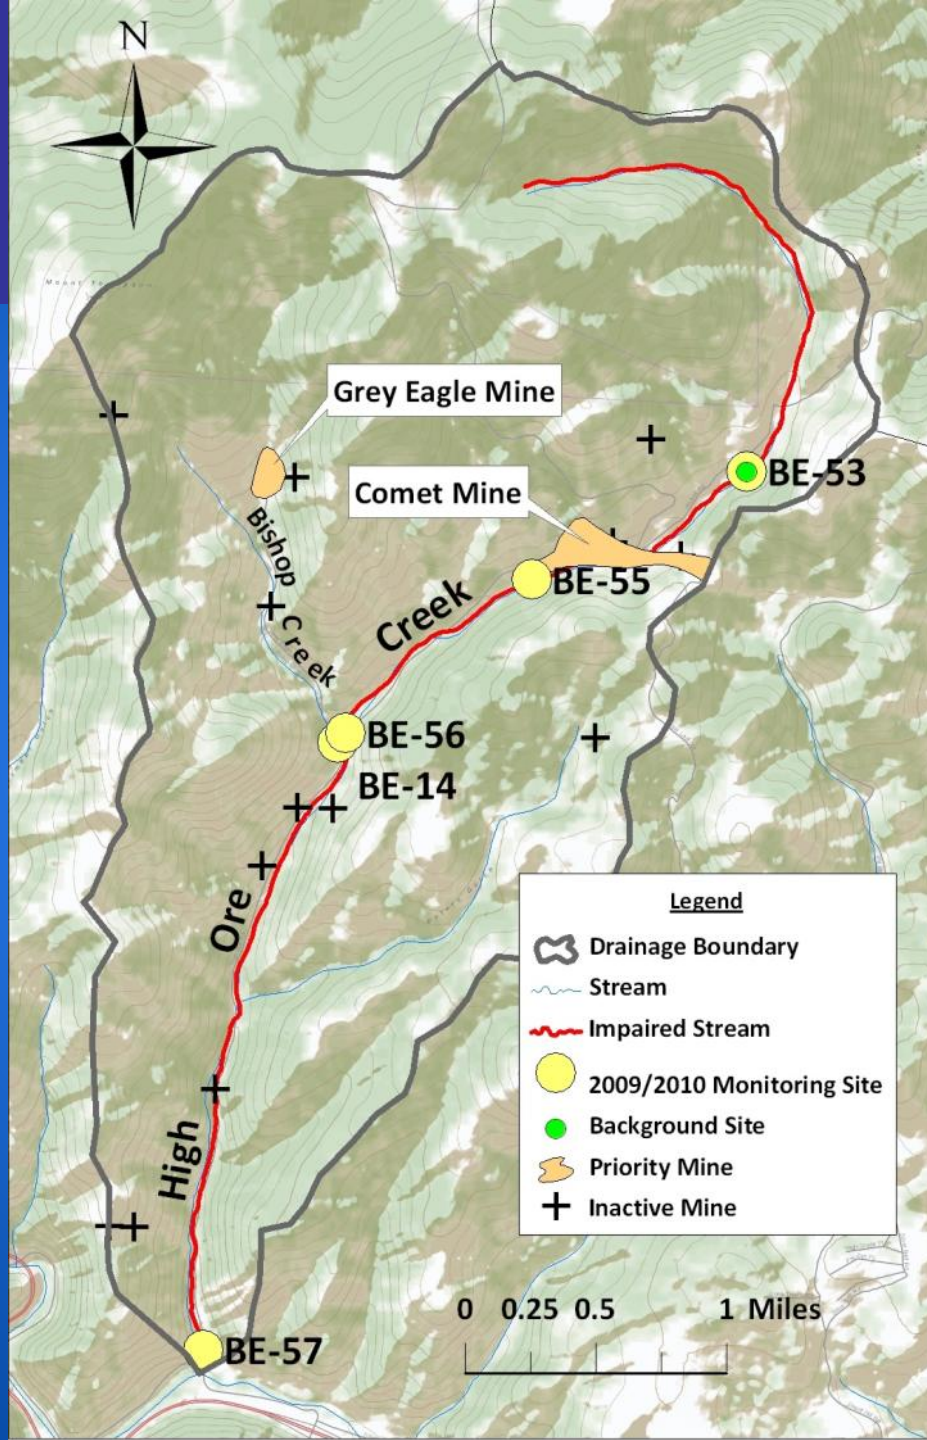 N
Grey Eagle Mine
Comet Mine
BE-53
BE-55
Bishop
Creek
Creek
BE-56
BE-14
Ore
High
BE-57
Legend
Drainage Boundary
Stream
Impaired Stream
2009/2010 Monitoring Site
Background Site
Priority Mine
Inactive Mine
0 0.25 0.5 1 Miles